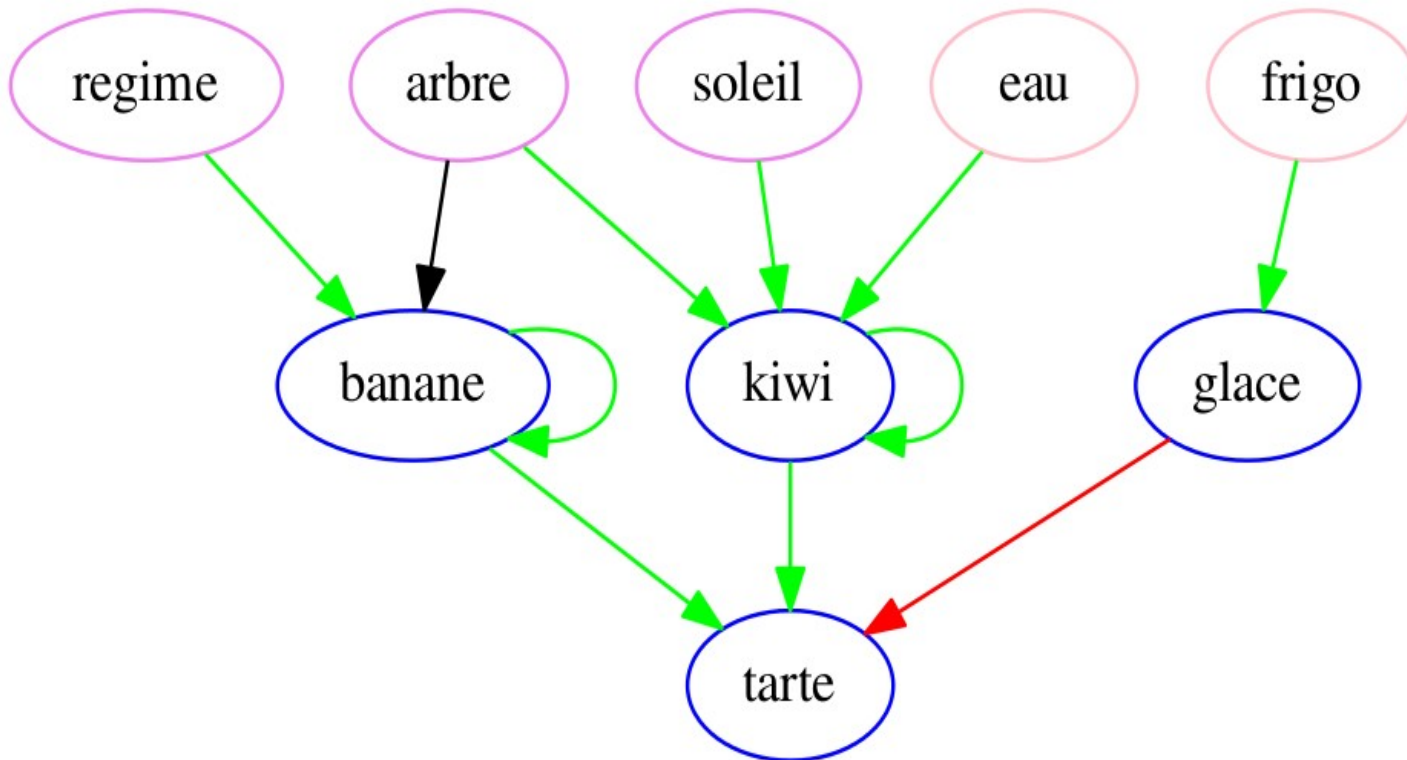 regime
arbre
soleil
eau
frigo
banane
kiwi
glace
tarte